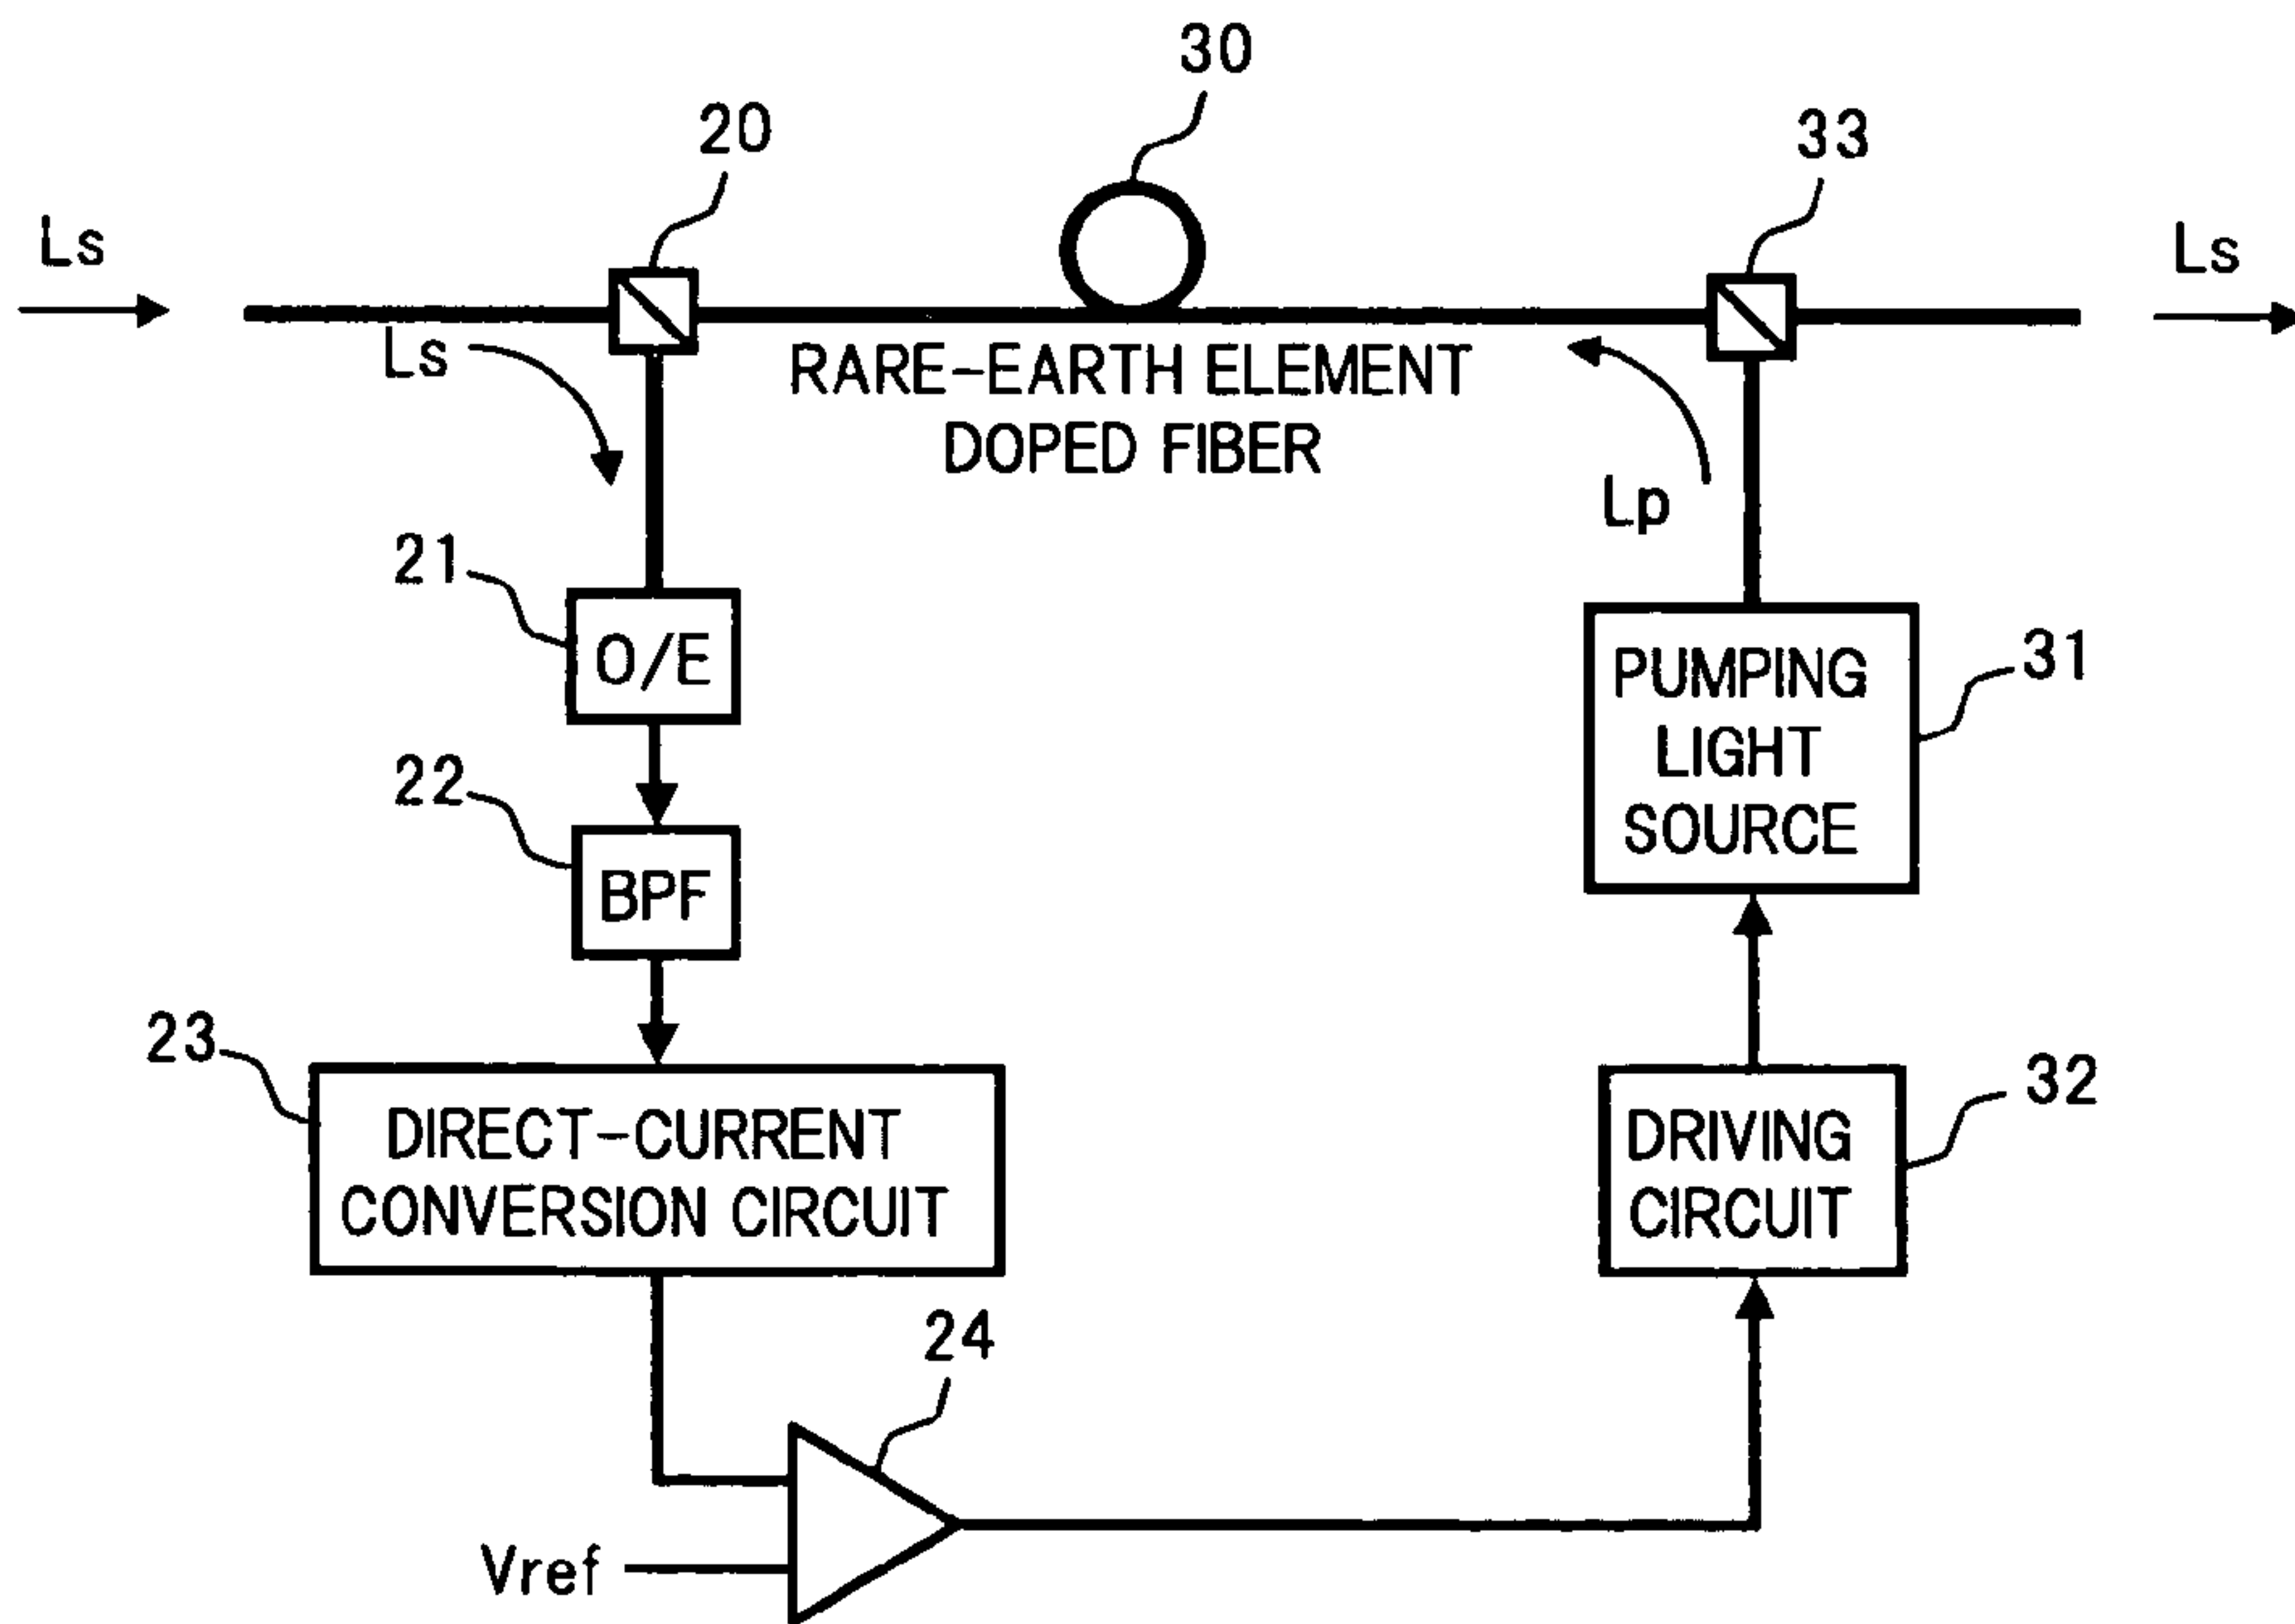 30
20
33
Ls
Ls
Ls
RARE-EARTH ELEMENT
DOPED FIBER
Lp
21
O/E
PUMPING
LIGHT
SOURCE
31
22
BPF
23
DIRECT-CURRENT
CONVERSION CIRCUIT
DRIVING
CIRCUIT
32
24
Vref